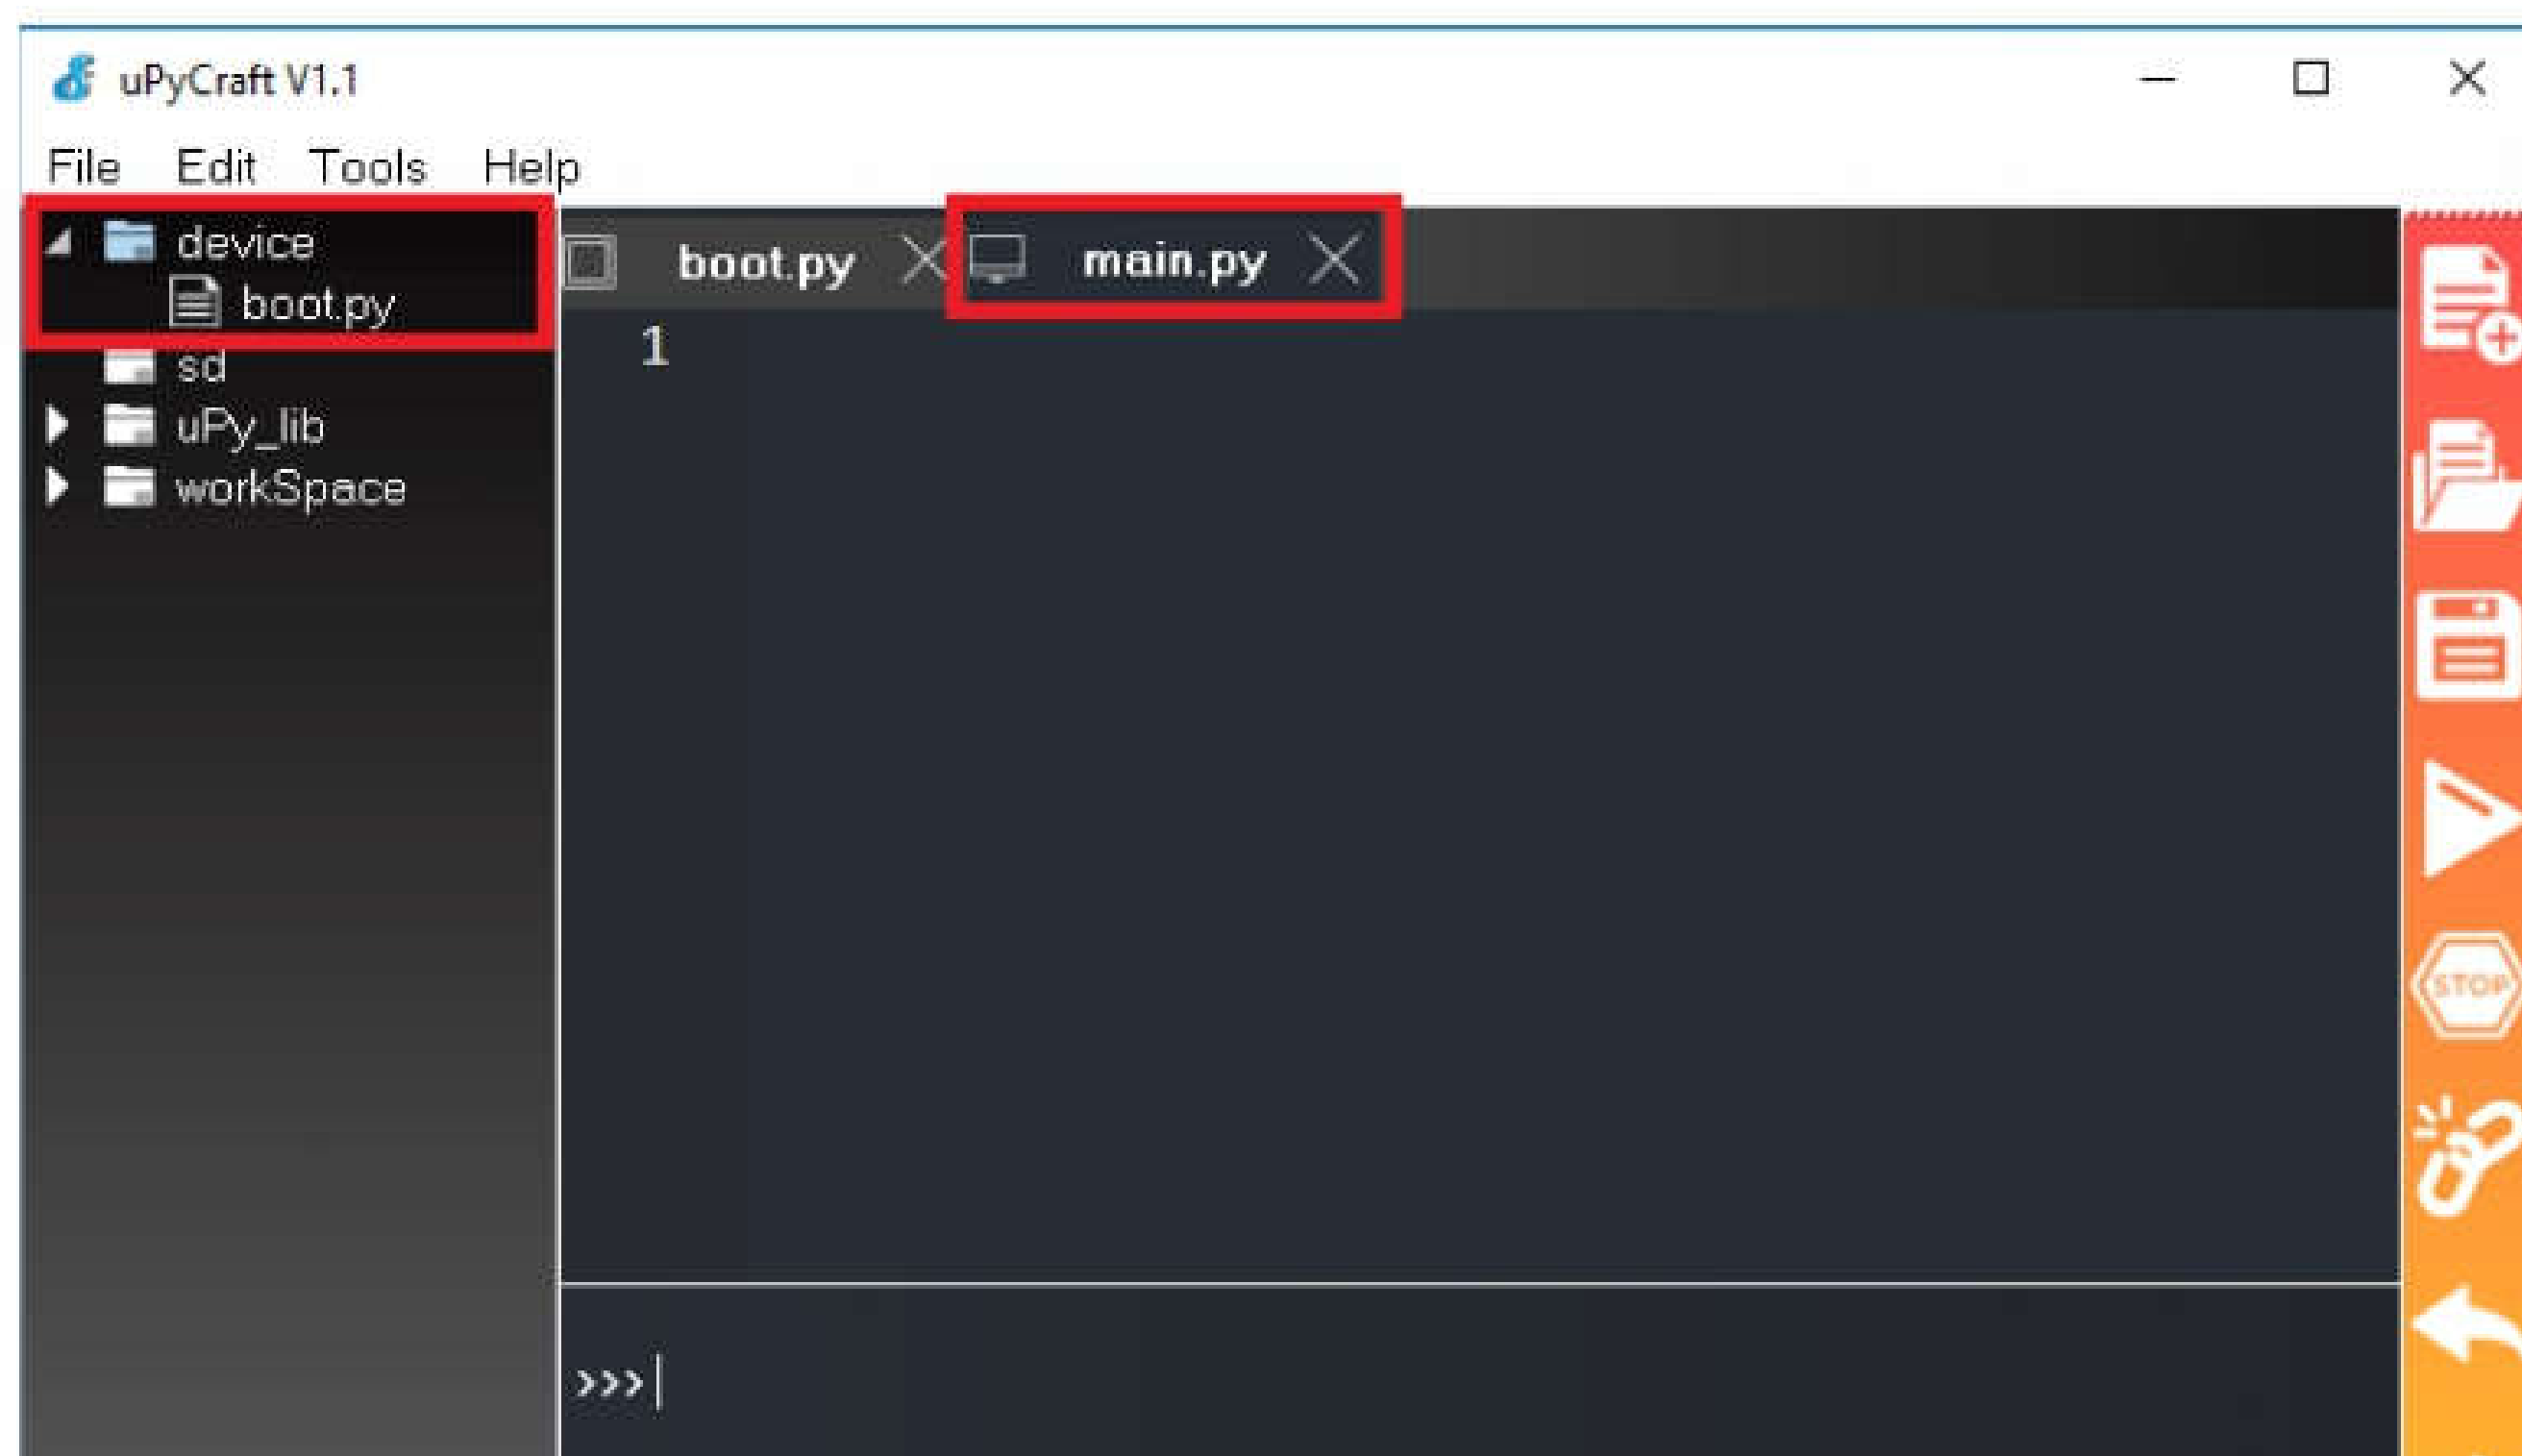 uPyCraft V1.1
File Edit Tools Help
device
boot.py
sd
uPy_lib
workSpace
boot.py main.py
1
STOP
>>>